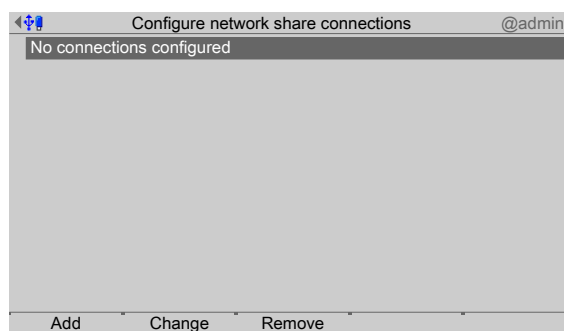 Configure network share connections @admin
No connections configured
Add Change Remove